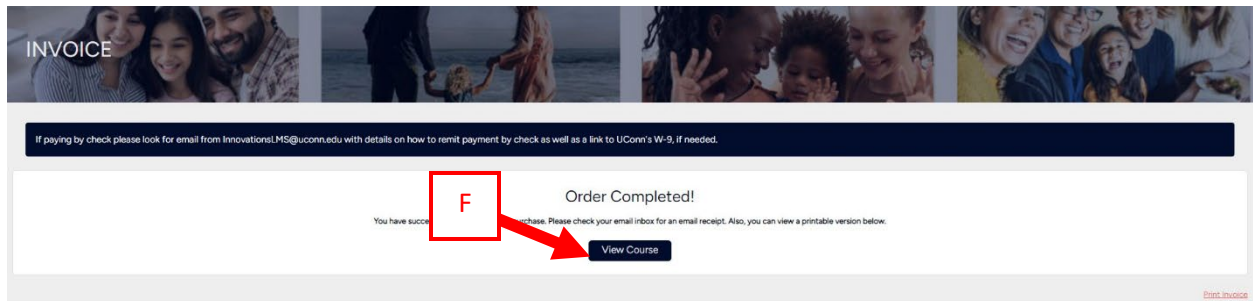 INVOICE
If paying by check please look for email from InnovationsLMS@uconn.edu with details on how to remit payment by check as well as a link to UConn's W-9, if needed.
Order Completed!
F
You have succe urchase. Please check your email inbox for an email receipt. Also, you can view a printable version below.
View Course
Print Invoice